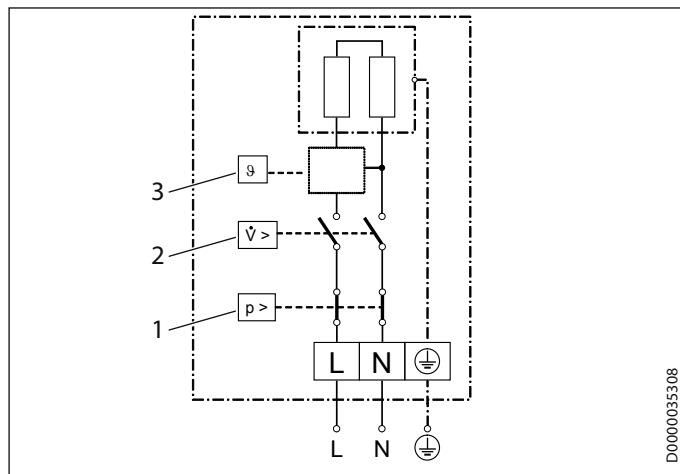 3 ϑ
2 V̇ >
1 p >
L N ⏚
L N ⏚
D0000035308